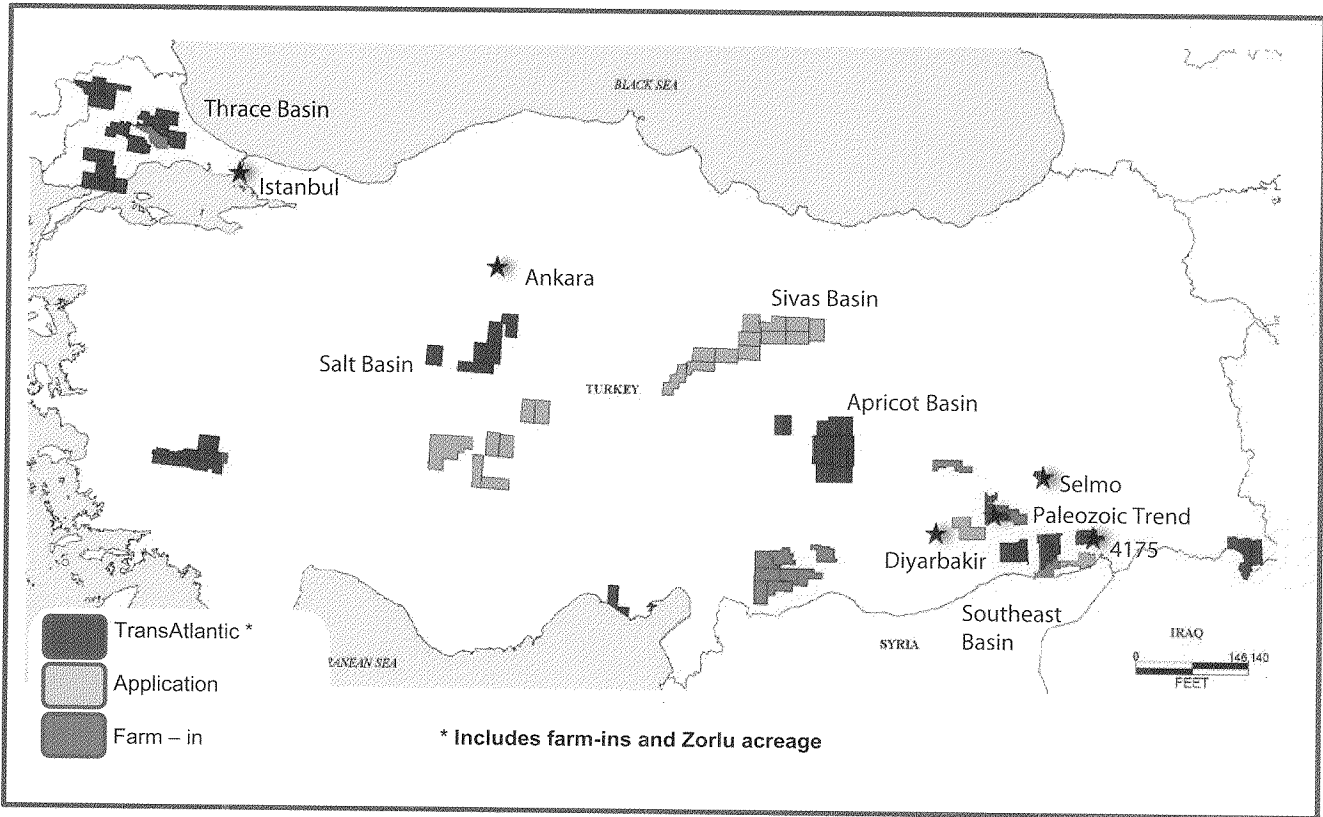 BLACK SEA
Thrace Basin
Istanbul
Ankara
Sivas Basin
Salt Basin
TURKEY
Apricot Basin
Selmo
Paleozoic Trend
4175
Diyarbakir
Southeast
Basin
IRAQ
SYRIA
0 146,140
FEET
RANEAN SEA
TransAtlantic *
Application
Farm – in
* Includes farm-ins and Zorlu acreage